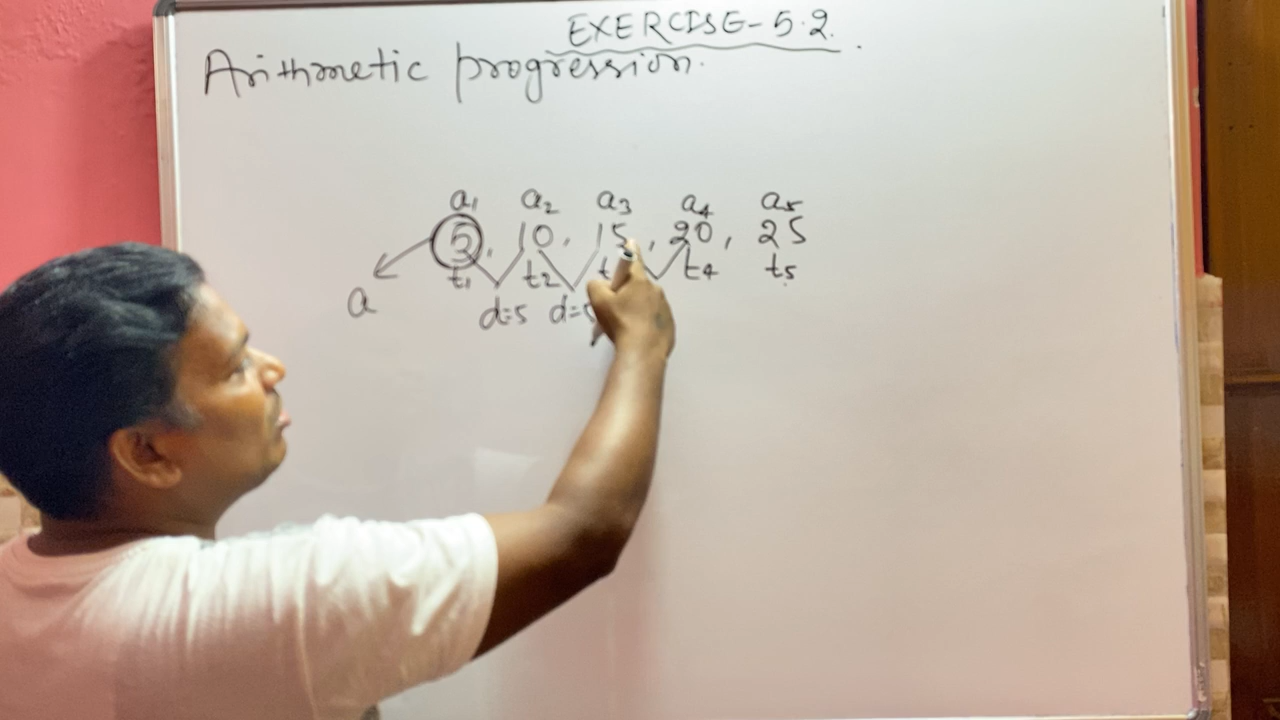 EXERCISE-5.2.
Arithmetic progression.
a1 a2 a3 a4 a5
5, 10, 15, 20, 25
t1 t2 t4 t5
a
d=5